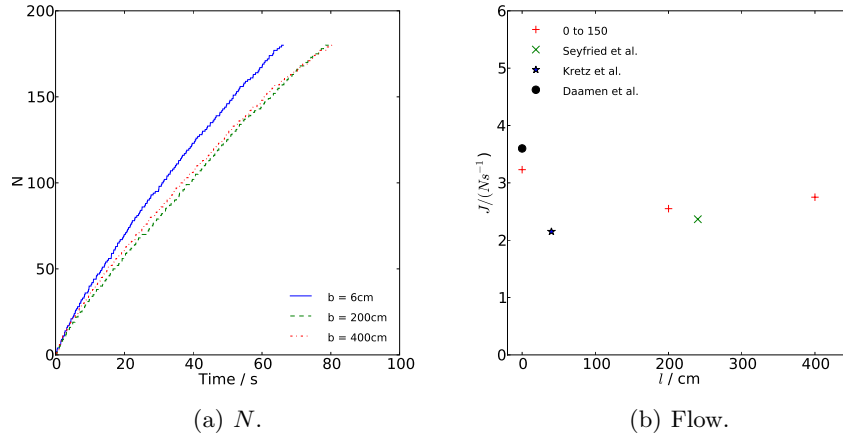 200
150
100
50
0
N
0 20 40 60 80 100
Time / s
b = 6cm
b = 200cm
b = 400cm
(a) N.
6
5
4
3
2
1
0
J/(Ns⁻¹)
0 100 200 300 400
l / cm
0 to 150
Seyfried et al.
Kretz et al.
Daamen et al.
(b) Flow.